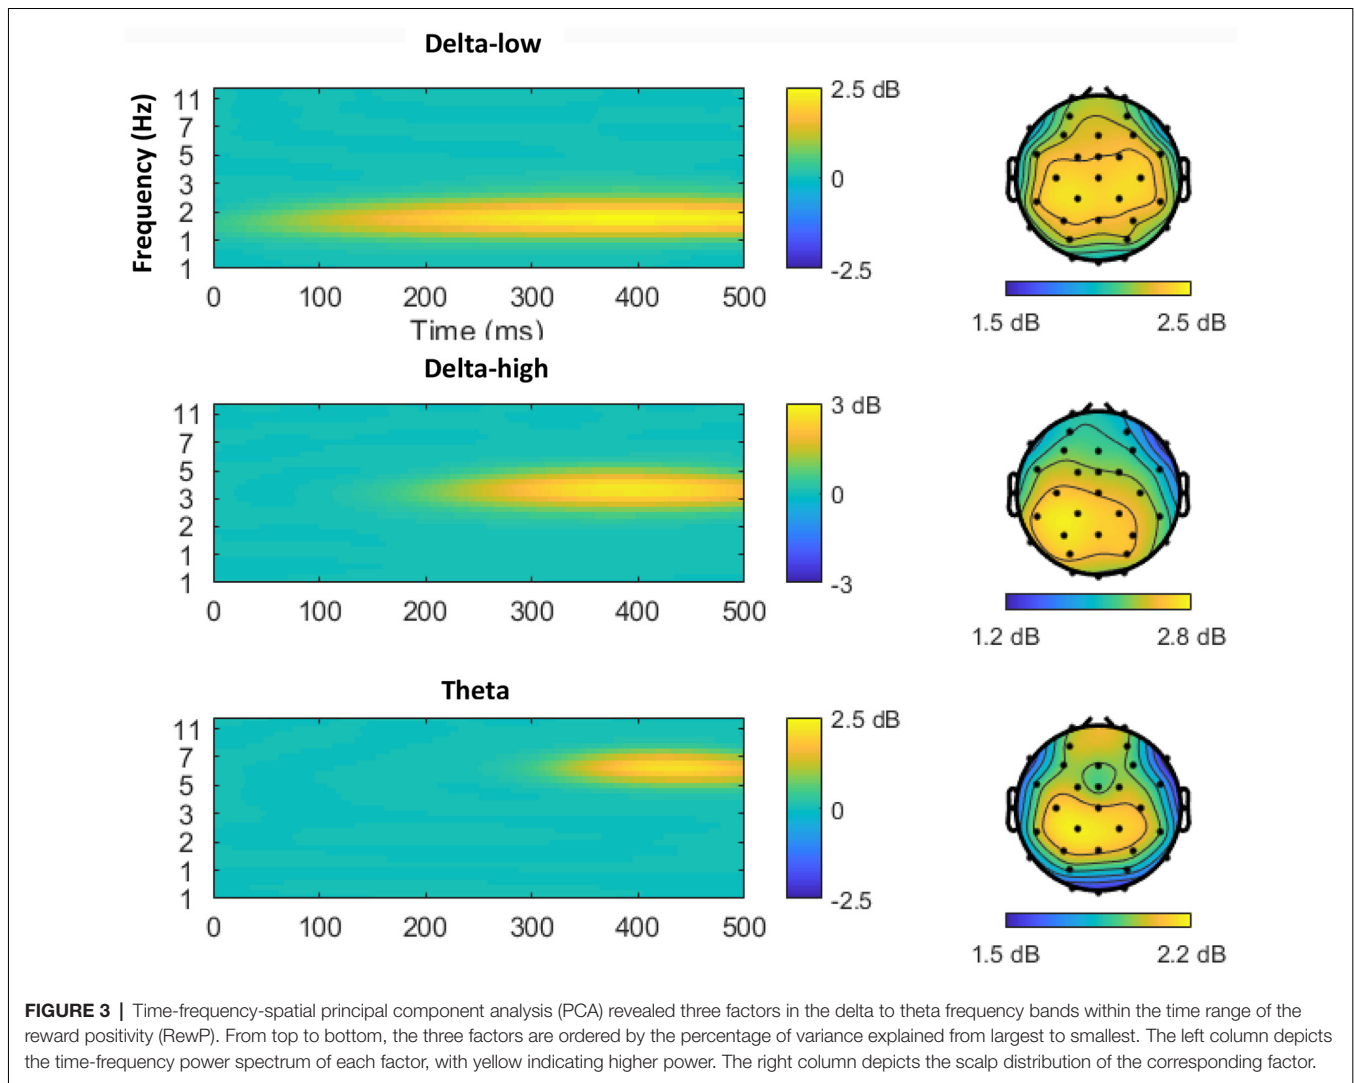 Delta-low
Frequency (Hz)
11
7
5
3
2
1
1
0 100 200 300 400 500
Time (ms)
2.5 dB
0
-2.5
1.5 dB 2.5 dB
Delta-high
11
7
5
3
2
1
1
0 100 200 300 400 500
3 dB
0
-3
1.2 dB 2.8 dB
Theta
11
7
5
3
2
1
1
0 100 200 300 400 500
2.5 dB
0
-2.5
1.5 dB 2.2 dB
FIGURE 3 | Time-frequency-spatial principal component analysis (PCA) revealed three factors in the delta to theta frequency bands within the time range of the
reward positivity (RewP). From top to bottom, the three factors are ordered by the percentage of variance explained from largest to smallest. The left column depicts
the time-frequency power spectrum of each factor, with yellow indicating higher power. The right column depicts the scalp distribution of the corresponding factor.